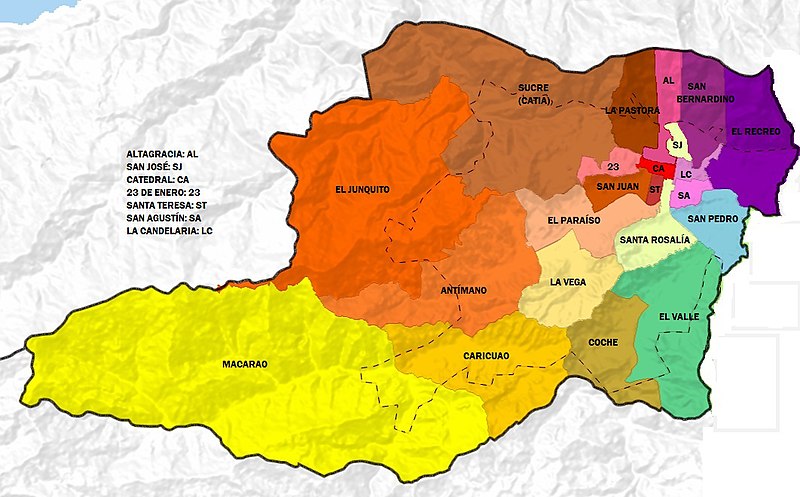 SUCRE
(CATIA)
AL
SAN
BERNARDINO
LA PASTORA
EL RECREO
SJ
ALTAGRACIA: AL
SAN JOSÉ: SJ
CATEDRAL: CA
23 DE ENERO: 23
SANTA TERESA: ST
SAN AGUSTÍN: SA
LA CANDELARIA: LC
23
CA
LC
EL JUNQUITO
SAN JUAN
ST
SA
EL PARAÍSO
SAN PEDRO
SANTA ROSALÍA
LA VEGA
ANTÍMANO
EL VALLE
COCHE
CARICUAO
MACARAO